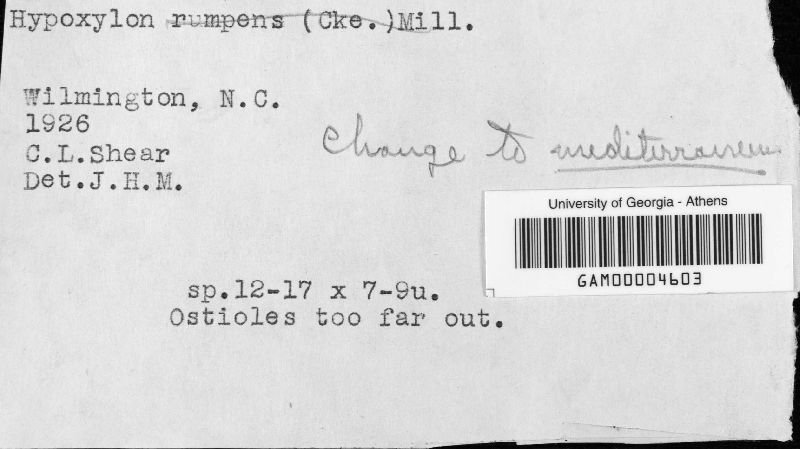 Hypoxylon rumpens (Cke.)Mill.
Wilmington, N.C.
1926
C.L.Shear
Det.J.H.M.
Change to mediterraneum
University of Georgia - Athens
GAM00004603
sp.12-17 x 7-9u.
Ostioles too far out.